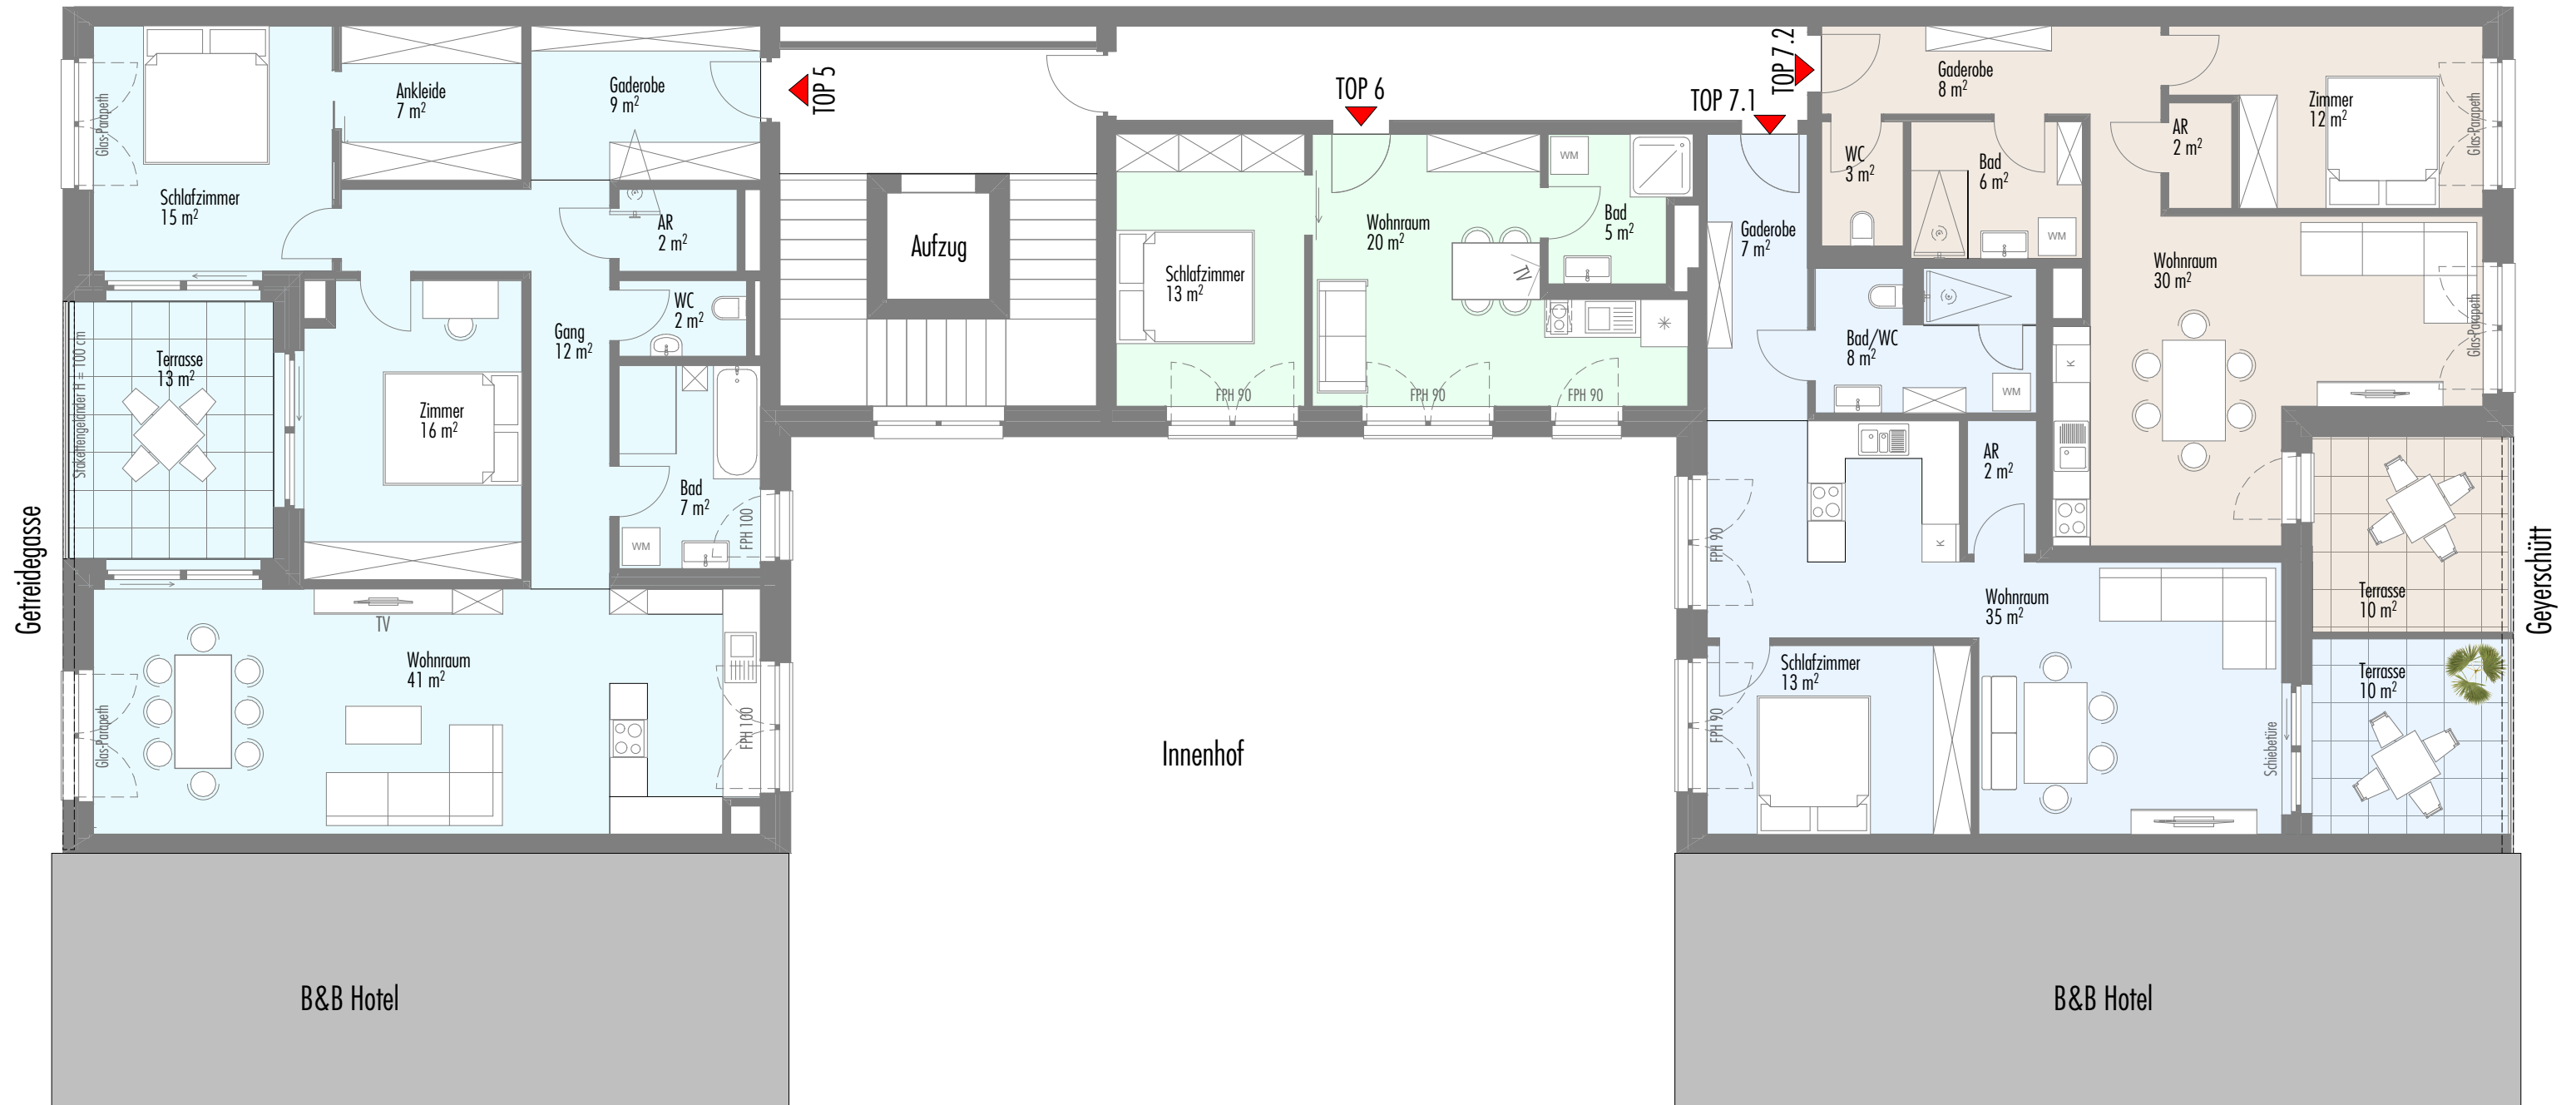 Getreidegasse
Glas-Parapeth
Schlafzimmer
15 m²
Ankleide
7 m²
Gaderobe
9 m²
TOP 5
AR
2 m²
WC
2 m²
Gang
12 m²
Stakettengeländer H = 100 cm
Terrasse
13 m²
Zimmer
16 m²
Bad
7 m²
WM
FPH 100
TV
Wohnraum
41 m²
Glas-Parapeth
FPH 100
B&B Hotel
Aufzug
TOP 6
Schlafzimmer
13 m²
Wohnraum
20 m²
TV
WM
Bad
5 m²
FPH 90
FPH 90
FPH 90
Innenhof
TOP 7.1
Gaderobe
7 m²
Bad/WC
8 m²
WM
AR
2 m²
K
FPH 90
Wohnraum
35 m²
Schlafzimmer
13 m²
FPH 90
Schiebetüre
Terrasse
10 m²
TOP 7.2
Gaderobe
8 m²
WC
3 m²
Bad
6 m²
WM
AR
2 m²
Zimmer
12 m²
Glas-Parapeth
Wohnraum
30 m²
Glas-Parapeth
K
Terrasse
10 m²
Geyerschütt
B&B Hotel